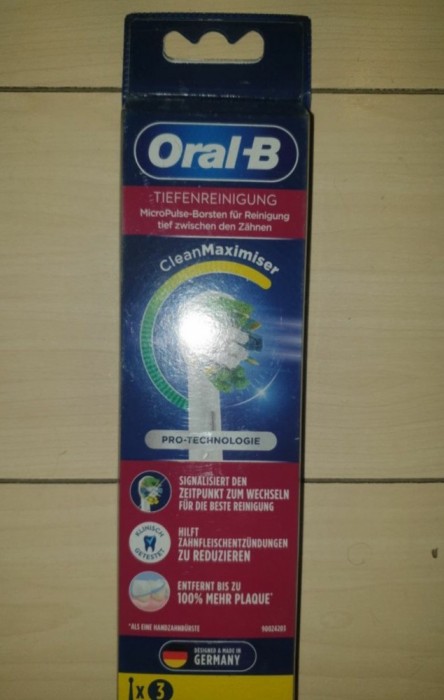 Oral-B
TIEFENREINIGUNG
MicroPulse-Borsten für Reinigung
tief zwischen den Zähnen
CleanMaximiser
PRO-TECHNOLOGIE
SIGNALISIERT DEN
ZEITPUNKT ZUM WECHSELN
FÜR DIE BESTE REINIGUNG
KLINISCH
GETESTET
HILFT
ZAHNFLEISCHENTZÜNDUNGEN
ZU REDUZIEREN
ENTFERNT BIS ZU
100% MEHR PLAQUE*
*ALS EINE HANDZAHNBÜRSTE
DESIGNED & MADE IN
GERMANY
x 3